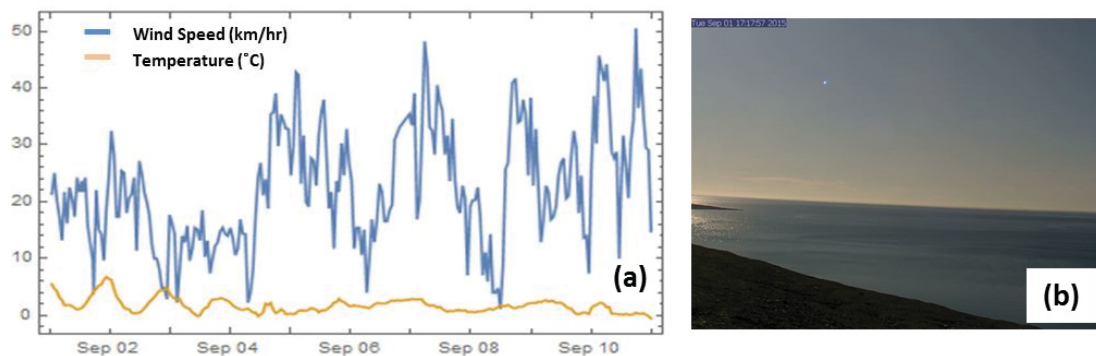 50
40
30
20
10
0
Wind Speed (km/hr)
Temperature (˚C)
(a)
Sep 02
Sep 04
Sep 06
Sep 08
Sep 10
Tue Sep 01 17:17:57 2015
(b)